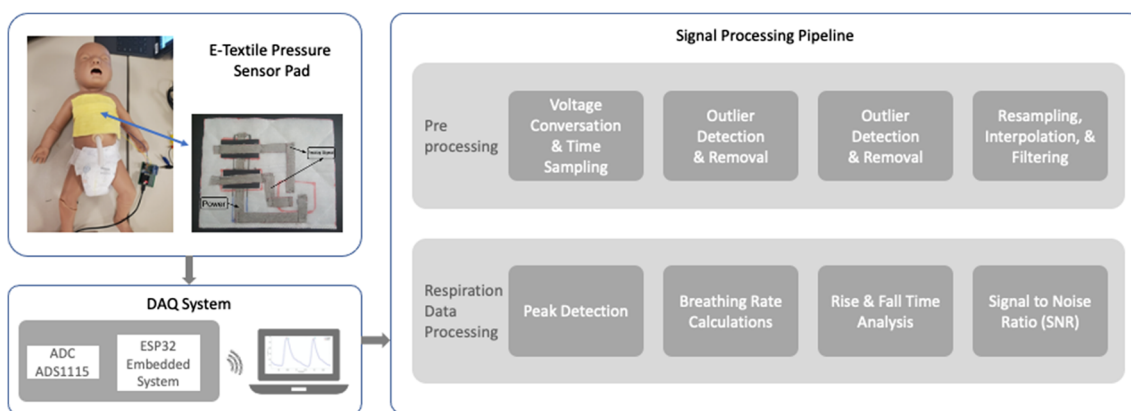 E-Textile Pressure
Sensor Pad
Power
DAQ System
ADC
ADS1115
ESP32
Embedded
System
Signal Processing Pipeline
Pre
processing
Voltage
Conversation
& Time
Sampling
Outlier
Detection
& Removal
Outlier
Detection
& Removal
Resampling,
Interpolation, &
Filtering
Respiration
Data
Processing
Peak Detection
Breathing Rate
Calculations
Rise & Fall Time
Analysis
Signal to Noise
Ratio (SNR)